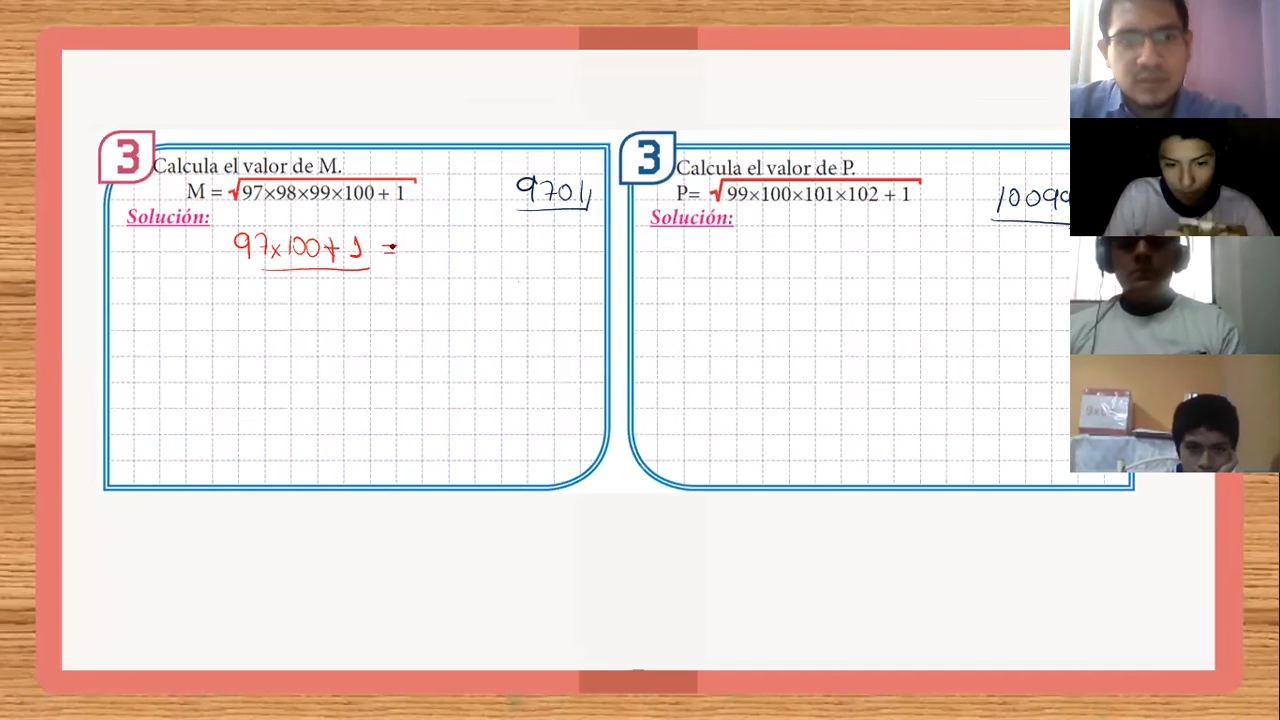 3 Calcula el valor de M.
M = √97×98×99×100 + 1
9701
Solución:
97×100+1 =
3 Calcula el valor de P.
P= √99×100×101×102 + 1
Solución: